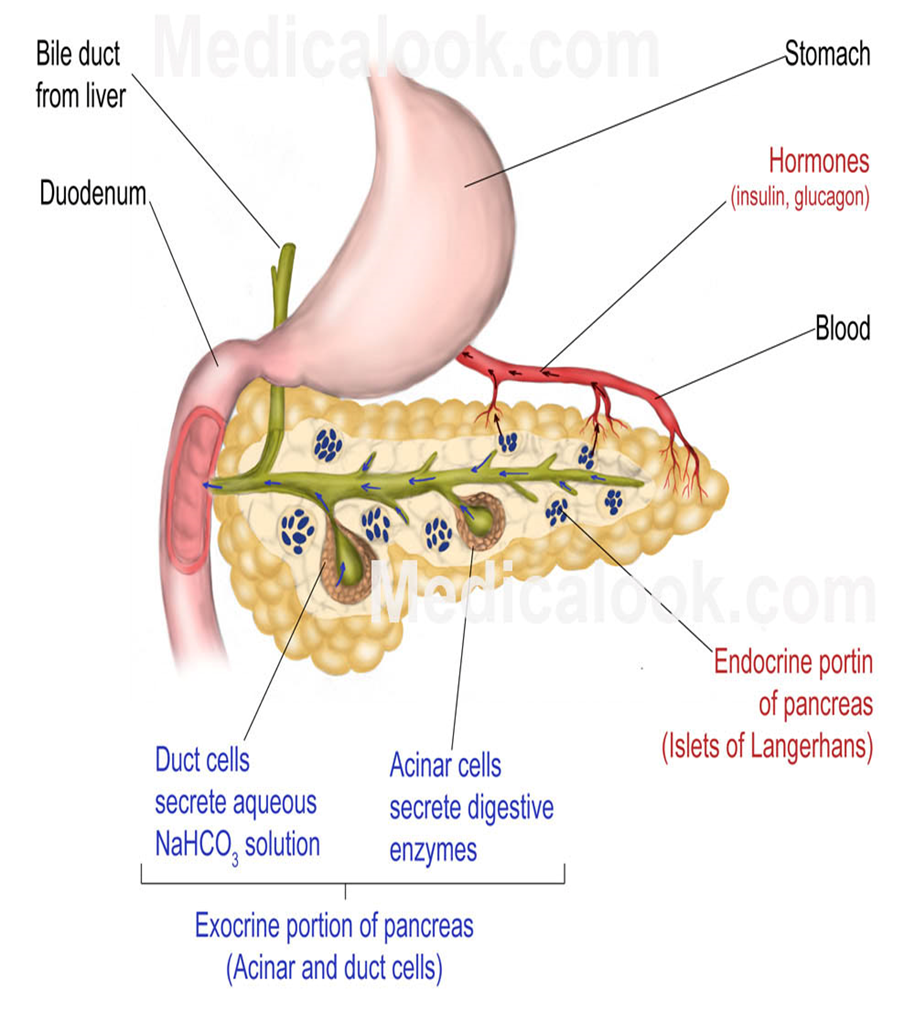 Medicalook.com
Bile duct
from liver
Stomach
Hormones
(insulin, glucagon)
Duodenum
Blood
Medicalook.com
Endocrine portin
of pancreas
(Islets of Langerhans)
Duct cells
secrete aqueous
NaHCO₃ solution
Acinar cells
secrete digestive
enzymes
Exocrine portion of pancreas
(Acinar and duct cells)